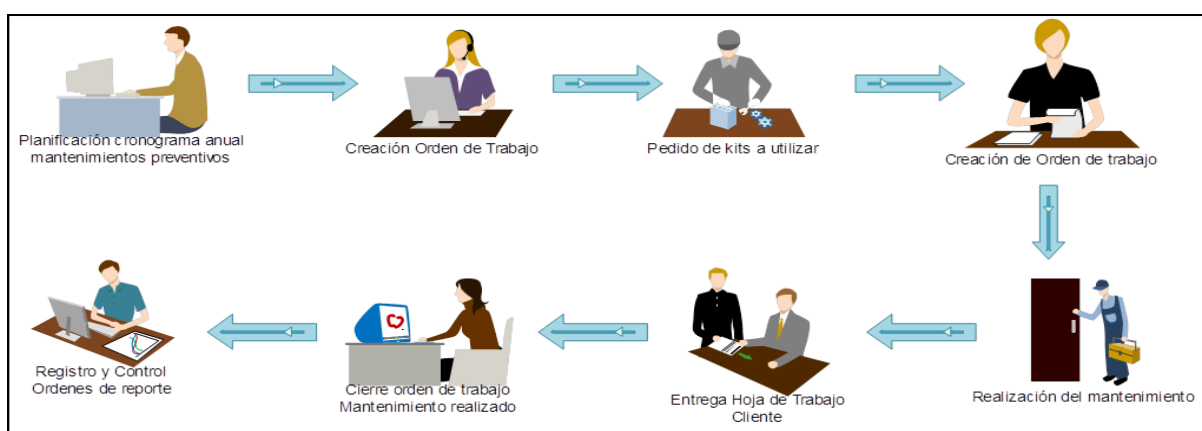 Planificación cronograma anual
mantenimientos preventivos
Creación Orden de Trabajo
Pedido de kits a utilizar
Creación de Orden de trabajo
Realización del mantenimiento
Entrega Hoja de Trabajo
Cliente
Cierre orden de trabajo
Mantenimiento realizado
Registro y Control
Ordenes de reporte